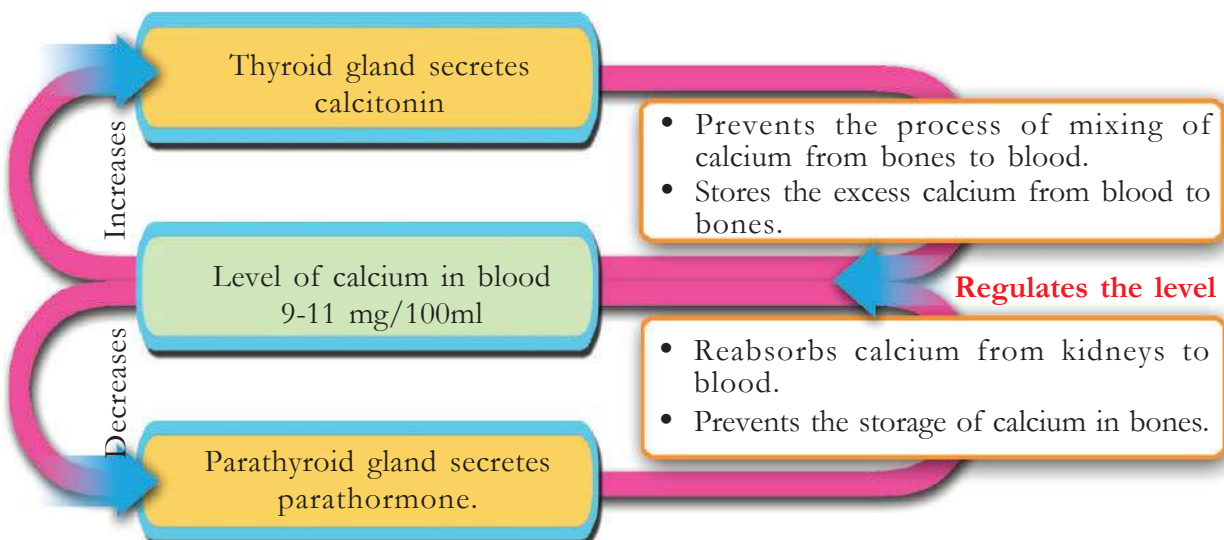 Thyroid gland secretes
calcitonin
Increases
• Prevents the process of mixing of
calcium from bones to blood.
• Stores the excess calcium from blood to
bones.
Level of calcium in blood
9-11 mg/100ml
Regulates the level
Decreases
• Reabsorbs calcium from kidneys to
blood.
• Prevents the storage of calcium in bones.
Parathyroid gland secretes
parathormone.